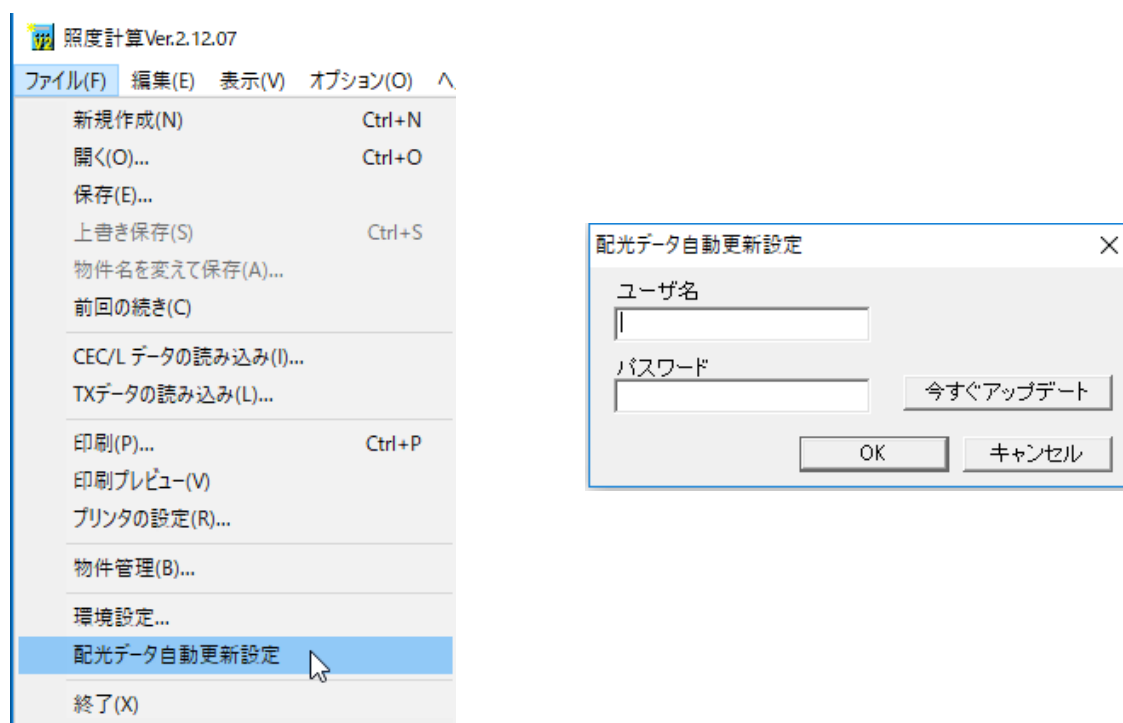 照度計算Ver.2.12.07
ファイル(F) 編集(E) 表示(V) オプション(O) ヘ
新規作成(N) Ctrl+N
開く(O)... Ctrl+O
保存(E)...
上書き保存(S) Ctrl+S
物件名を変えて保存(A)...
前回の続き(C)
CEC/L データの読み込み(I)...
TXデータの読み込み(L)...
印刷(P)... Ctrl+P
印刷プレビュー(V)
プリンタの設定(R)...
物件管理(B)...
環境設定...
配光データ自動更新設定
終了(X)
配光データ自動更新設定
ユーザ名
パスワード
今すぐアップデート
OK キャンセル